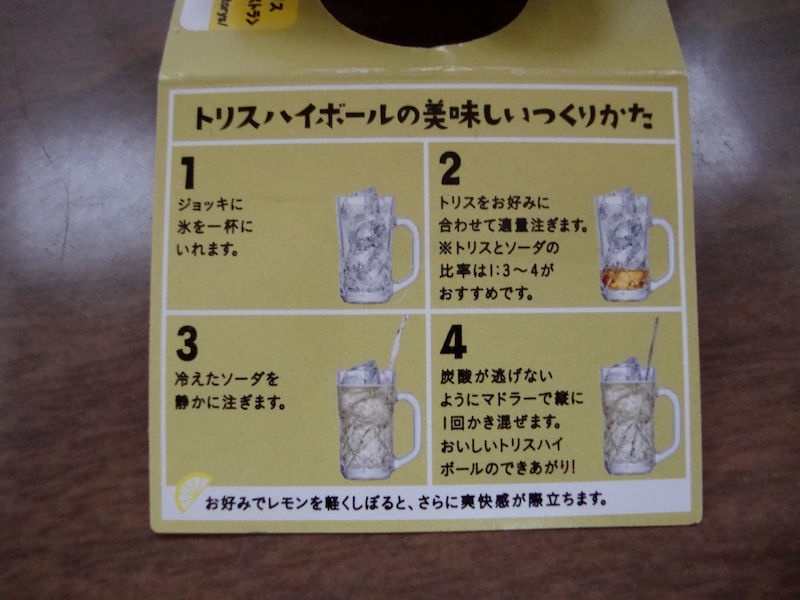 トリスハイボールの美味しいつくりかた
1
ジョッキに
氷を一杯に
いれます。
2
トリスをお好みに
合わせて適量注ぎます。
※トリスとソーダの
比率は1:3〜4が
おすすめです。
3
冷えたソーダを
静かに注ぎます。
4
炭酸が逃げない
ようにマドラーで縦に
1回かき混ぜます。
おいしいトリスハイ
ボールのできあがり!
お好みでレモンを軽くしぼると、さらに爽快感が際立ちます。